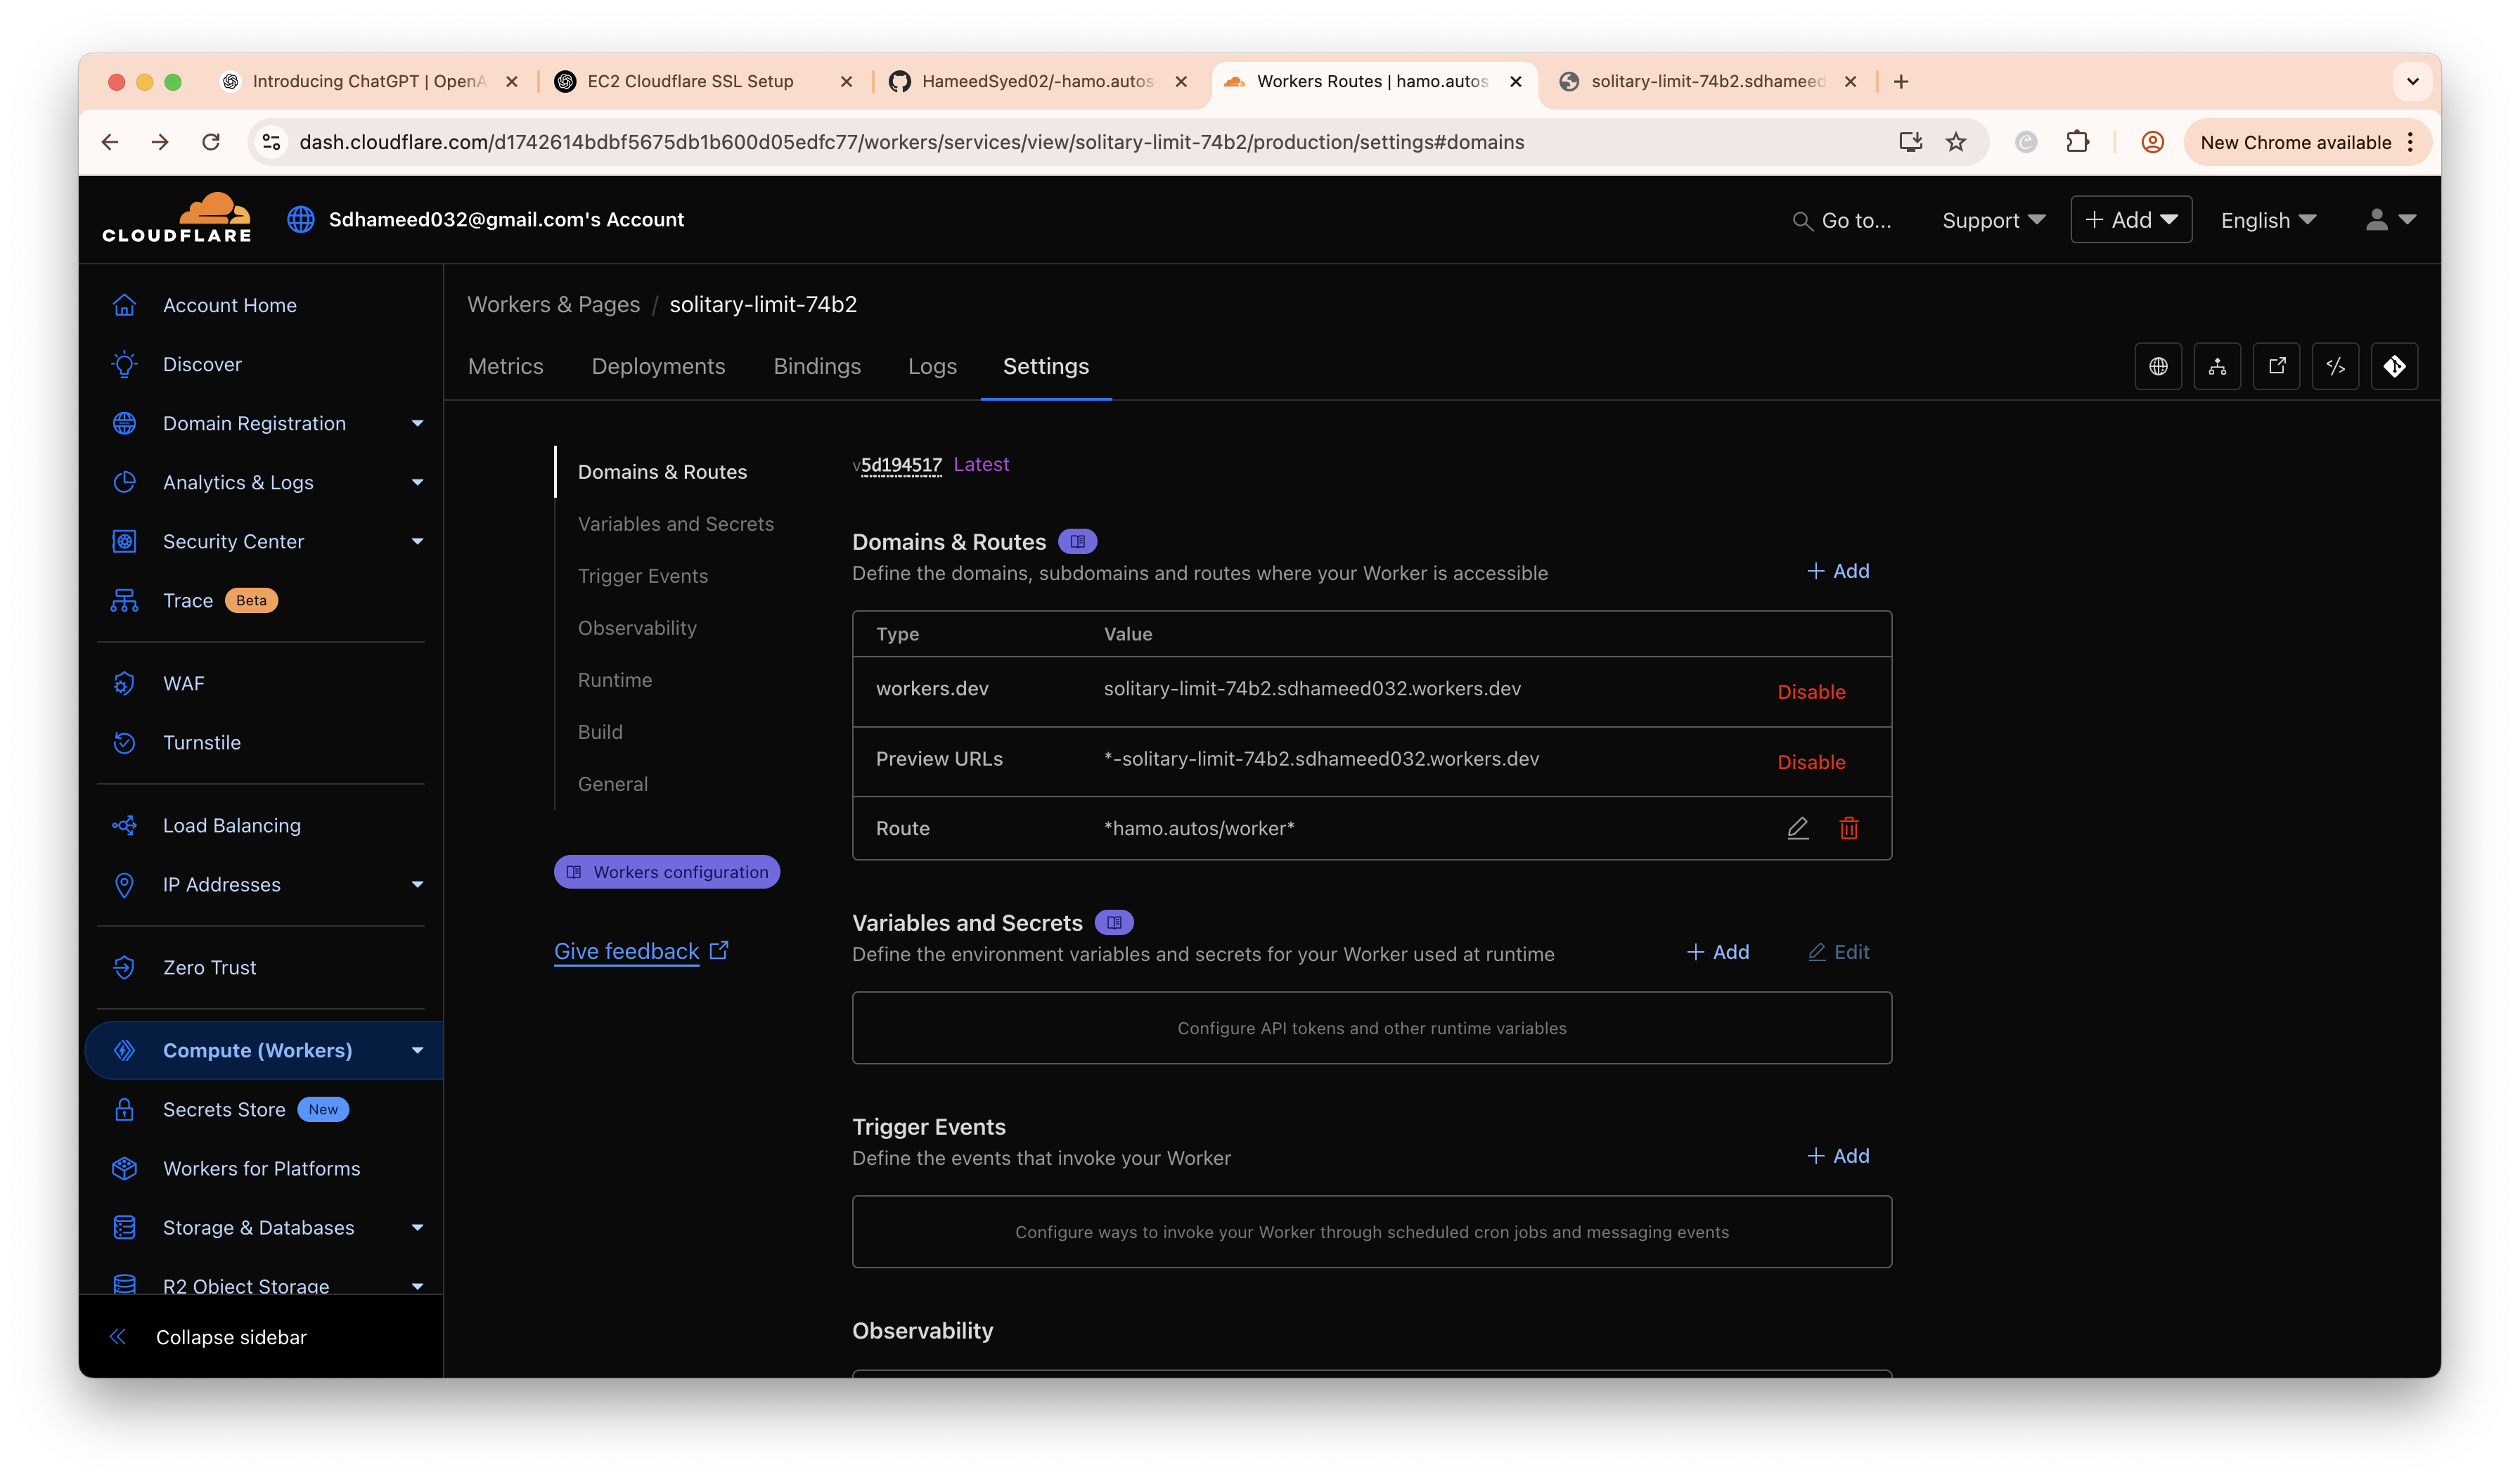 Introducing ChatGPT | OpenA
EC2 Cloudflare SSL Setup
HameedSyed02/-hamo.autos
Workers Routes | hamo.autos
solitary-limit-74b2.sdhameed
dash.cloudflare.com/d1742614bdbf5675db1b600d05edfc77/workers/services/view/solitary-limit-74b2/production/settings#domains
New Chrome available
CLOUDFLARE
Sdhameed032@gmail.com's Account
Go to...
Support
Add
English
Account Home
Discover
Domain Registration
Analytics & Logs
Security Center
Trace Beta
WAF
Turnstile
Load Balancing
IP Addresses
Zero Trust
Compute (Workers)
Secrets Store New
Workers for Platforms
Storage & Databases
R2 Object Storage
Collapse sidebar
Workers & Pages / solitary-limit-74b2
Metrics
Deployments
Bindings
Logs
Settings
Domains & Routes
Variables and Secrets
Trigger Events
Observability
Runtime
Build
General
Workers configuration
Give feedback
v5d194517 Latest
Domains & Routes
Define the domains, subdomains and routes where your Worker is accessible
+ Add
Type Value
workers.dev solitary-limit-74b2.sdhameed032.workers.dev Disable
Preview URLs *-solitary-limit-74b2.sdhameed032.workers.dev Disable
Route *hamo.autos/worker*
Variables and Secrets
Define the environment variables and secrets for your Worker used at runtime
+ Add
Edit
Configure API tokens and other runtime variables
Trigger Events
Define the events that invoke your Worker
+ Add
Configure ways to invoke your Worker through scheduled cron jobs and messaging events
Observability